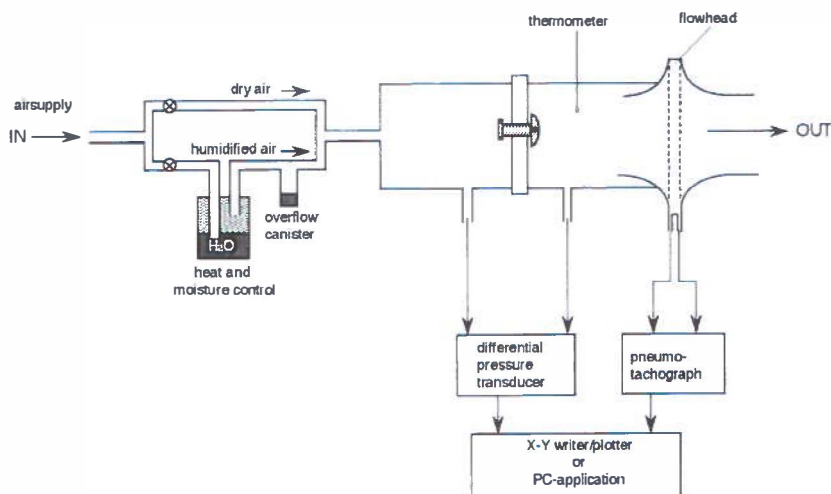 thermometer
flowhead
airsupply
dry air
IN
OUT
humidified air
H2O
overflow
canister
heat and
moisture control
differential
pressure
transducer
pneumo-
tachograph
X-Y writer/plotter
or
PC-application